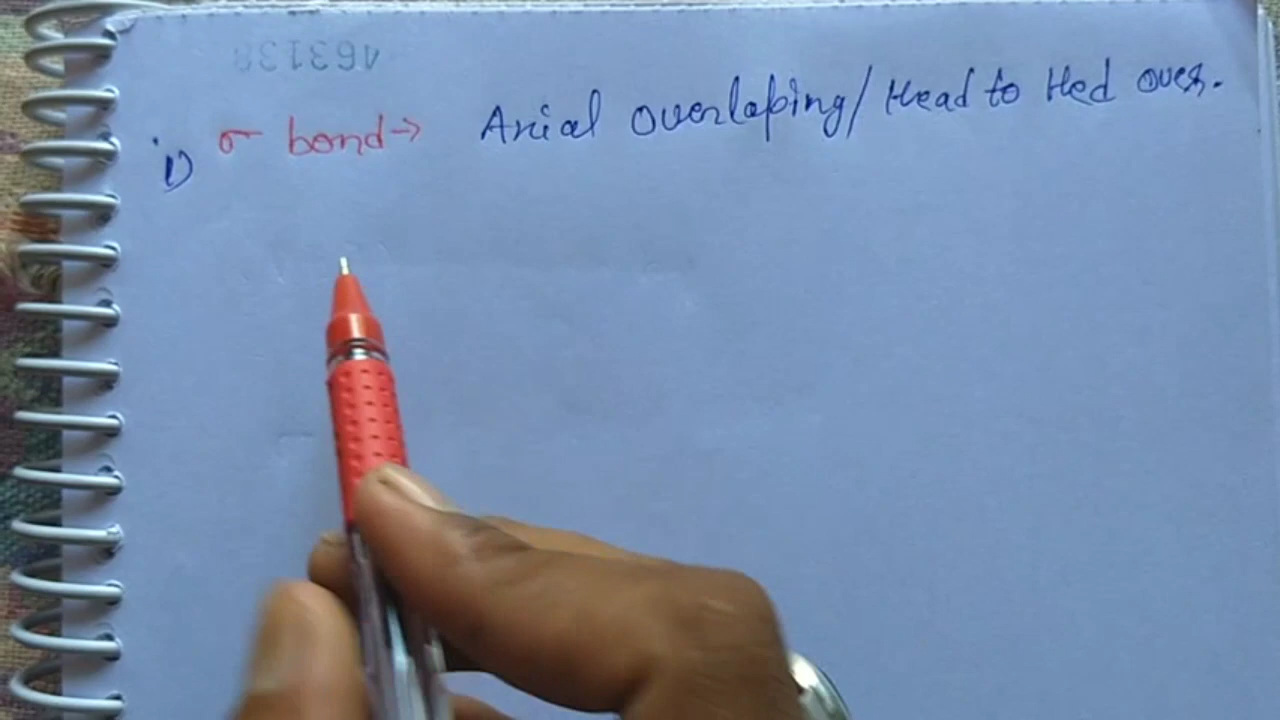 463138
i) σ bond→ Axial overlaping/Head to Hed over.